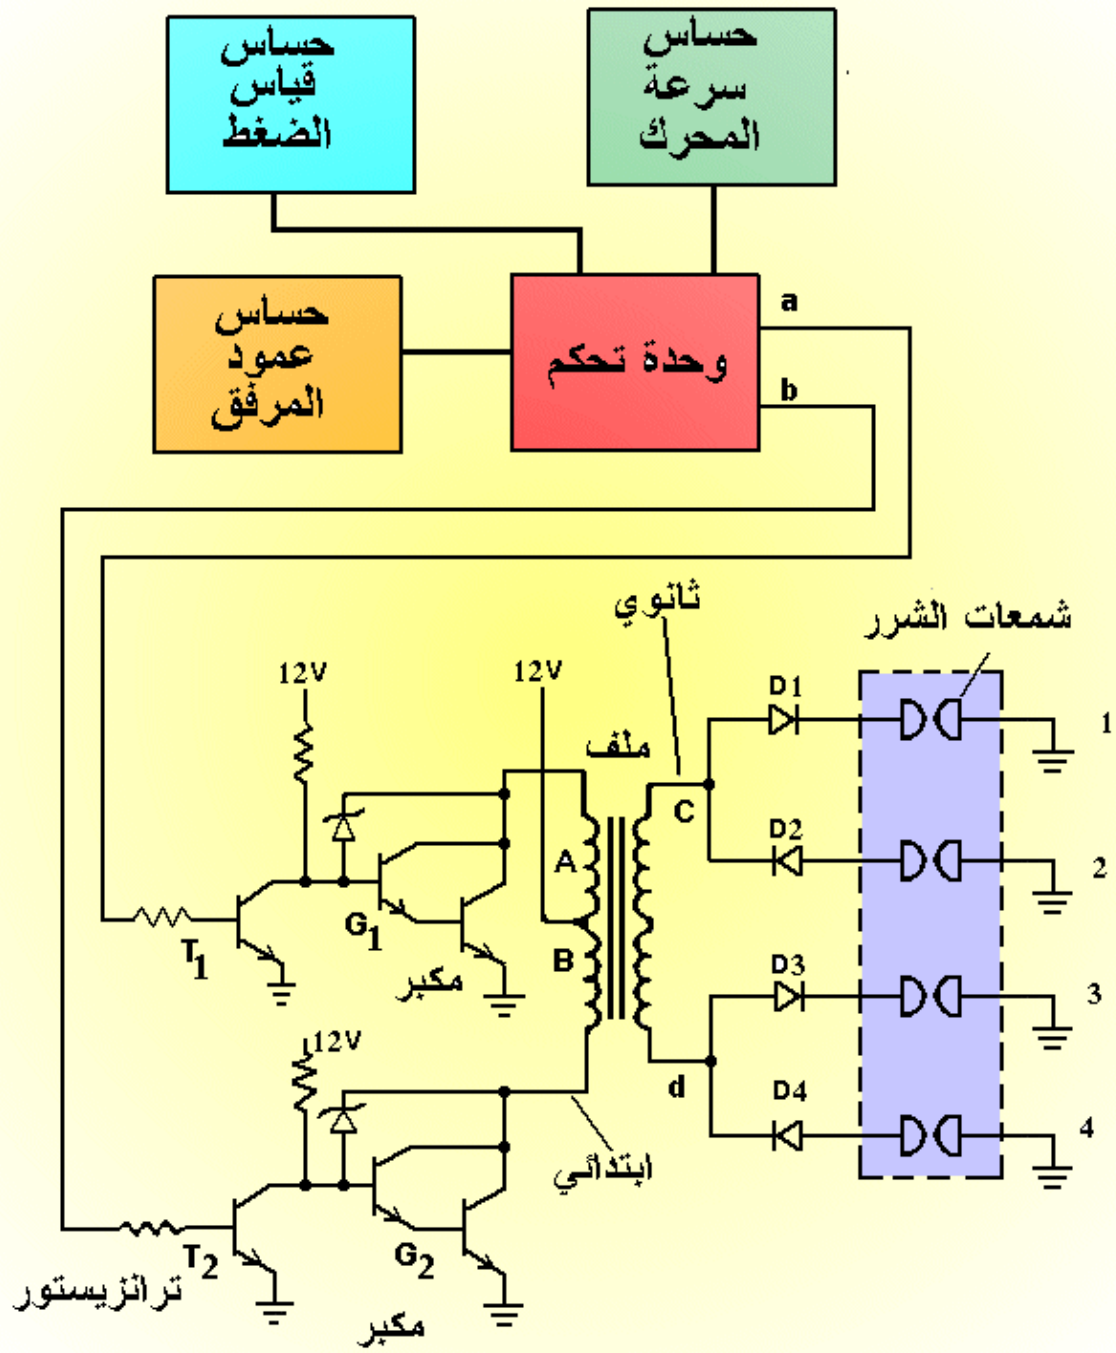 حساس
قياس
الضغط
حساس
سرعة
المحرك
حساس
عمود
المرفق
وحدة تحكم
a
b
ثانوي
شمعات الشرر
12V
12V
ملف
D1
1
C
D2
2
A
G1
T1
مكبر
B
D3
3
12V
d
D4
4
ابتدائي
T2
G2
ترانزيستور
مكبر